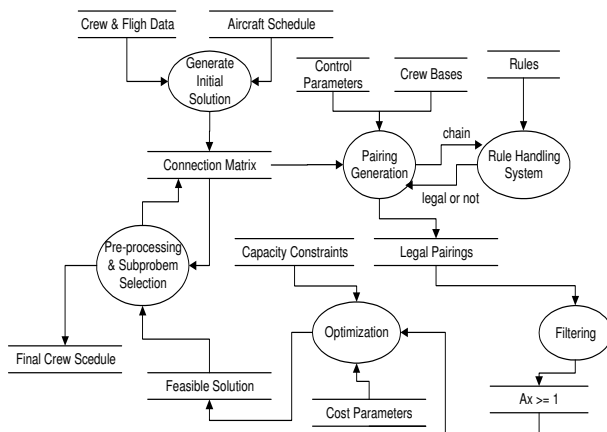 Crew & Fligh Data
Aircraft Schedule
Generate
Initial
Solution
Control
Parameters
Crew Bases
Rules
chain
Connection Matrix
Pairing
Generation
Rule Handling
System
legal or not
Pre-processing
& Subprobem
Selection
Capacity Constraints
Legal Pairings
Optimization
Filtering
Final Crew Scedule
Feasible Solution
Cost Parameters
Ax >= 1